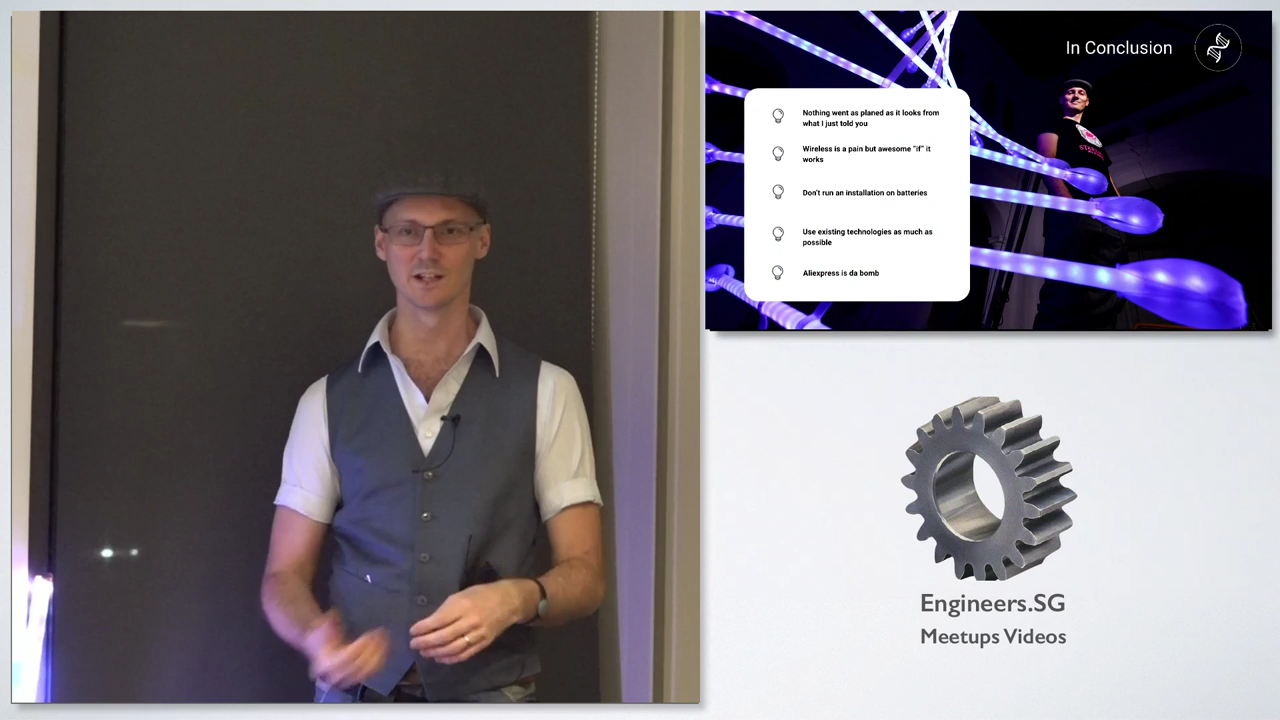 In Conclusion
Nothing went as planed as it looks from
what I just told you
Wireless is a pain but awesome "if" it
works
Don't run an installation on batteries
Use existing technologies as much as
possible
Aliexpress is da bomb
Engineers.SG
Meetups Videos